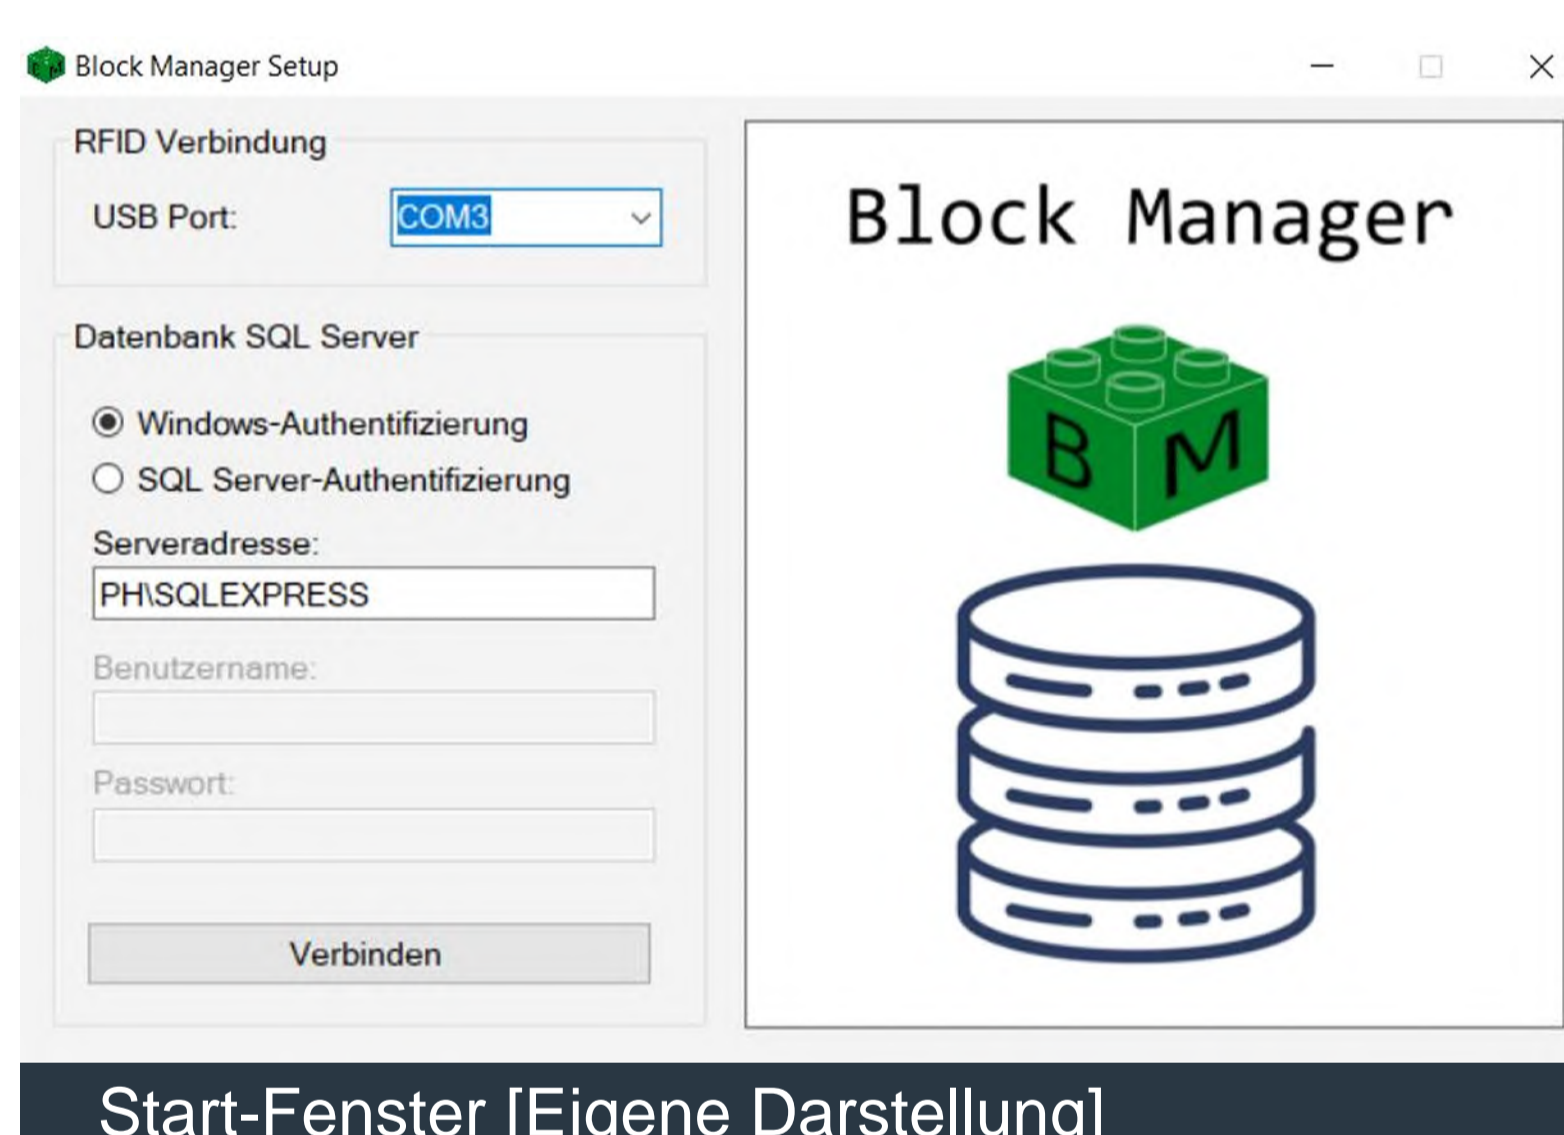 Block Manager Setup
RFID Verbindung
USB Port:
COM3
Datenbank SQL Server
Windows-Authentifizierung
SQL Server-Authentifizierung
Serveradresse:
PH\SQLEXPRESS
Benutzername:
Passwort:
Verbinden
Block Manager
B M
Start-Fenster [Eigene Darstellung]